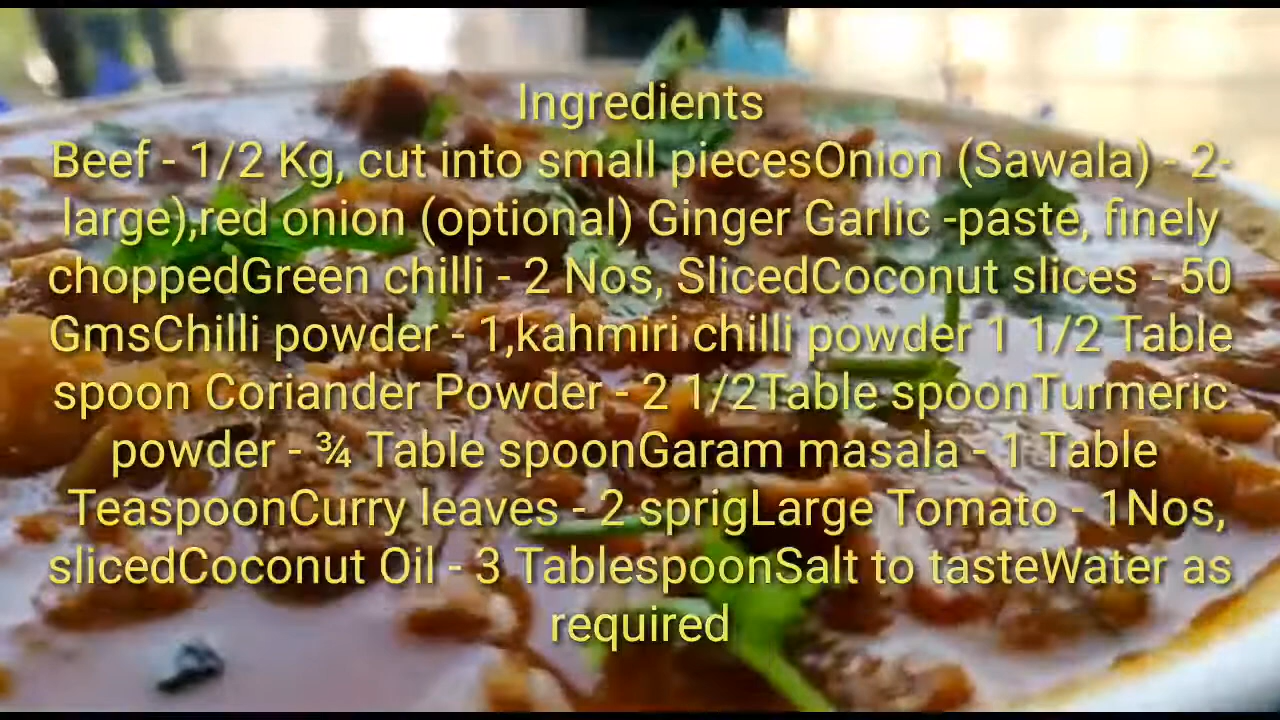 Ingredients
Beef - 1/2 Kg, cut into small piecesOnion (Sawala) - 2-
large),red onion (optional) Ginger Garlic -paste, finely
choppedGreen chilli - 2 Nos, SlicedCoconut slices - 50
GmsChilli powder - 1,kahmiri chilli powder 1 1/2 Table
spoon Coriander Powder - 2 1/2Table spoonTurmeric
powder - ¾ Table spoonGaram masala - 1 Table
TeaspoonCurry leaves - 2 sprigLarge Tomato - 1Nos,
slicedCoconut Oil - 3 TablespoonSalt to tasteWater as
required